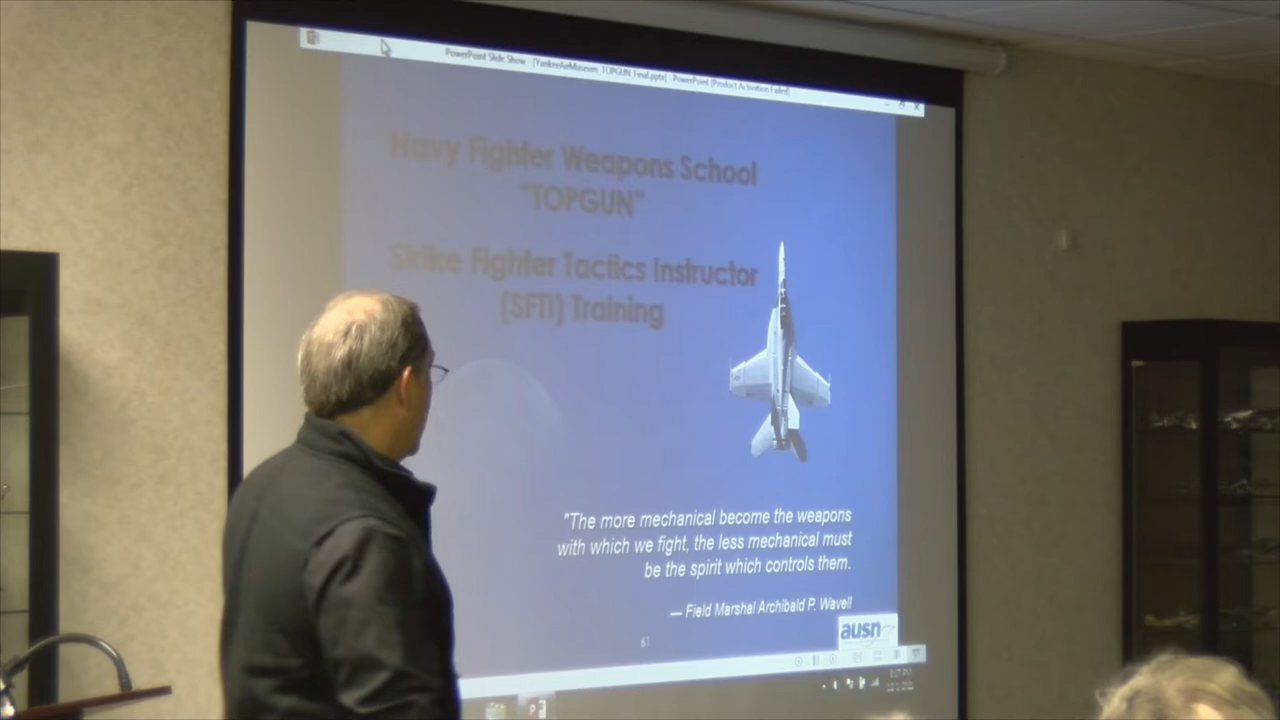 PowerPoint Slide Show - [YankeeAirMuseum_TOPGUN_Final.pptx] - PowerPoint (Product Activation Failed)
Navy Fighter Weapons School
"TOPGUN"
Strike Fighter Tactics Instructor
(SFTI) Training
"The more mechanical become the weapons
with which we fight, the less mechanical must
be the spirit which controls them.
— Field Marshal Archibald P. Wavell
ausn
61